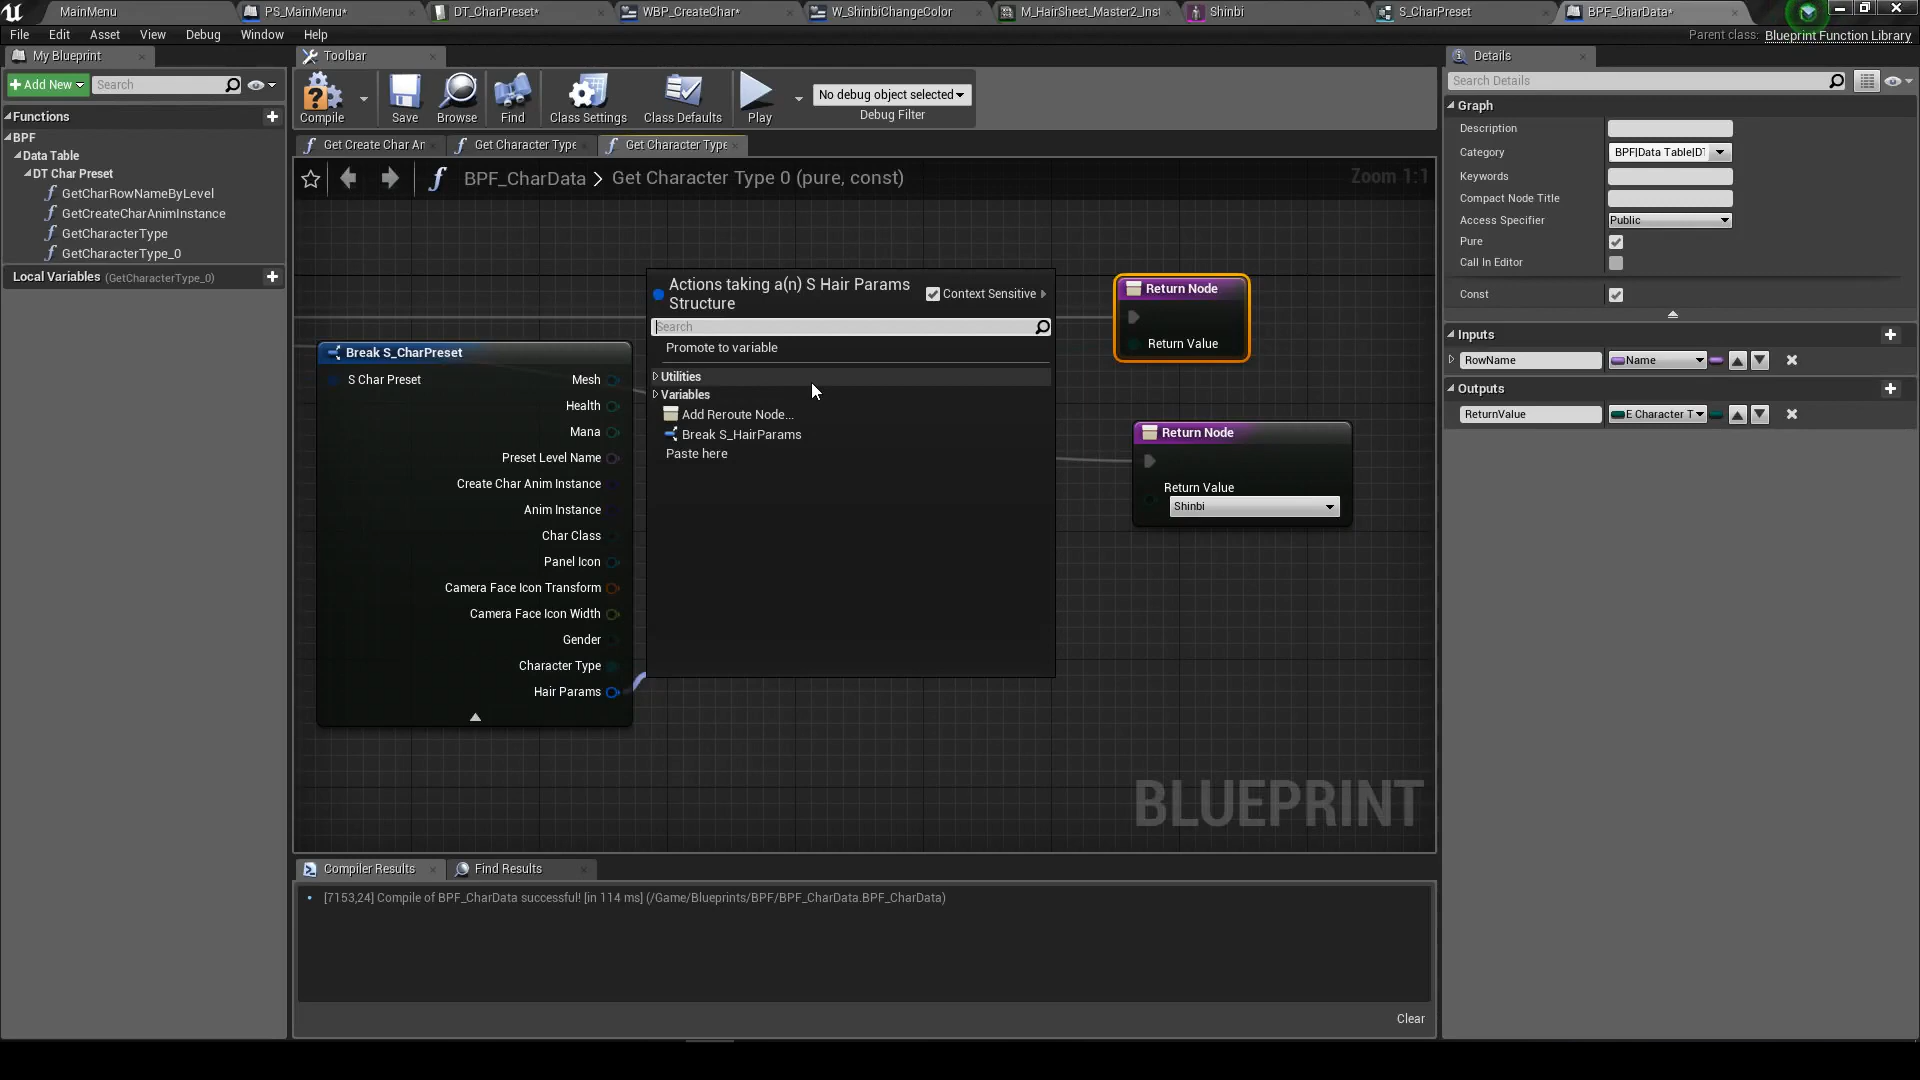 MainMenu
PS_MainMenu*
DT_CharPreset*
WBP_CreateChar*
W_ShinbiChangeColor
M_HairSheet_Master2_Inst
Shinbi
S_CharPreset
BPF_CharData*
File
Edit
Asset
View
Debug
Window
Help
Parent class: Blueprint Function Library
My Blueprint
Toolbar
Details
Add New
Search
Compile
Save
Browse
Find
Class Settings
Class Defaults
Play
No debug object selected
Debug Filter
Search Details
Functions
BPF
Data Table
DT Char Preset
GetCharRowNameByLevel
GetCreateCharAnimInstance
GetCharacterType
GetCharacterType_0
Local Variables (GetCharacterType_0)
Get Create Char An
Get Character Type
Get Character Type
BPF_CharData > Get Character Type 0 (pure, const)
Zoom 1:1
Break S_CharPreset
S Char Preset
Mesh
Health
Mana
Preset Level Name
Create Char Anim Instance
Anim Instance
Char Class
Panel Icon
Camera Face Icon Transform
Camera Face Icon Width
Gender
Character Type
Hair Params
Actions taking a(n) S Hair Params
Structure
Context Sensitive
Search
Promote to variable
Utilities
Variables
Add Reroute Node...
Break S_HairParams
Paste here
Return Node
Return Value
Return Node
Return Value
Shinbi
BLUEPRINT
Graph
Description
Category
BPF|Data Table|DT
Keywords
Compact Node Title
Access Specifier
Public
Pure
Call In Editor
Const
Inputs
RowName
Name
Outputs
ReturnValue
E Character T
Compiler Results
Find Results
[7153,24] Compile of BPF_CharData successful! [in 114 ms] (/Game/Blueprints/BPF/BPF_CharData.BPF_CharData)
Clear